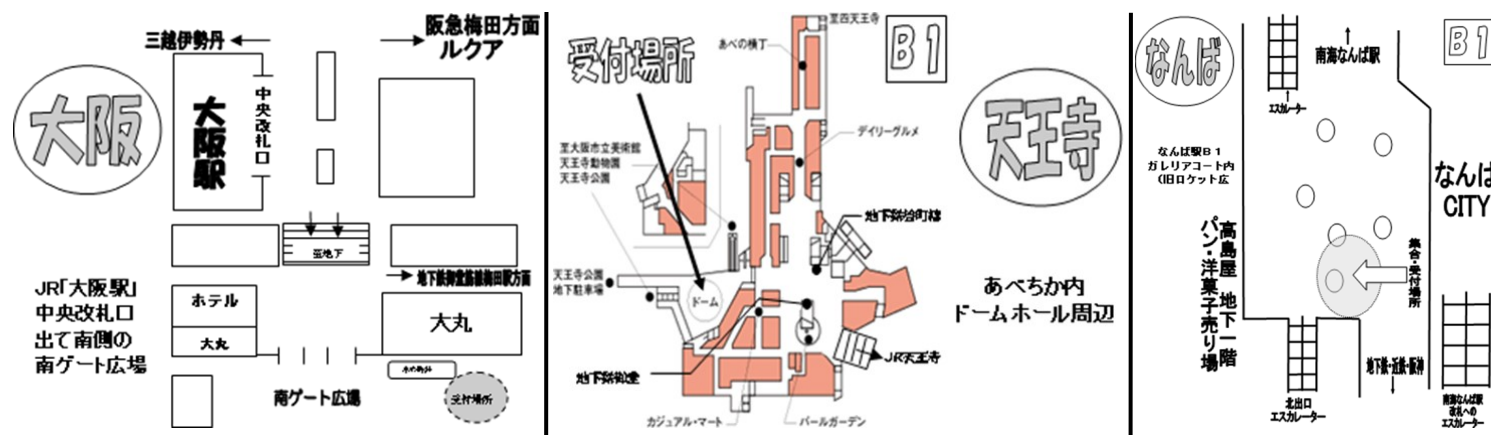 三越伊勢丹
阪急梅田方面
ルクア
大阪
大阪駅
中央改札口
至地下
地下鉄御堂筋線梅田駅方面
JR「大阪駅」
中央改札口
出て南側の
南ゲート広場
ホテル
大丸
大丸
水の時計
南ゲート広場
受付場所
受付場所
B1
至四天王寺
あべの横丁
デイリーグルメ
天王寺
至大阪市立美術館
天王寺動物園
天王寺公園
地下鉄谷町線
天王寺公園
地下駐車場
ドーム
あべちか内
ドームホール周辺
JR天王寺
地下鉄御堂
カジュアル・マート
パールガーデン
なんば
南海なんば駅
B1
エスカレーター
なんば駅B1
ガレリアコート内
(旧ロケット広
なんば
CITY
高島屋 地下一階
パン・洋菓子売り場
集合・受付場所
地下鉄・近鉄・阪神
北出口
エスカレーター
南海なんば駅
改札への
エスカレーター